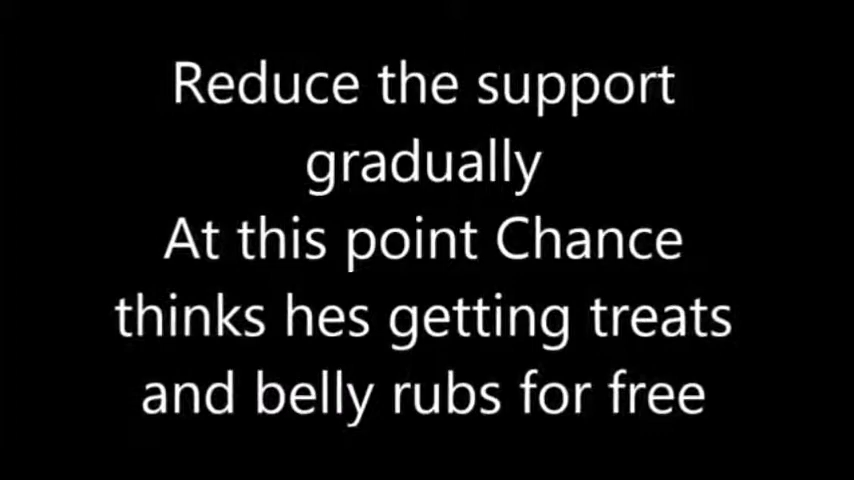 Reduce the support
gradually
At this point Chance
thinks hes getting treats
and belly rubs for free